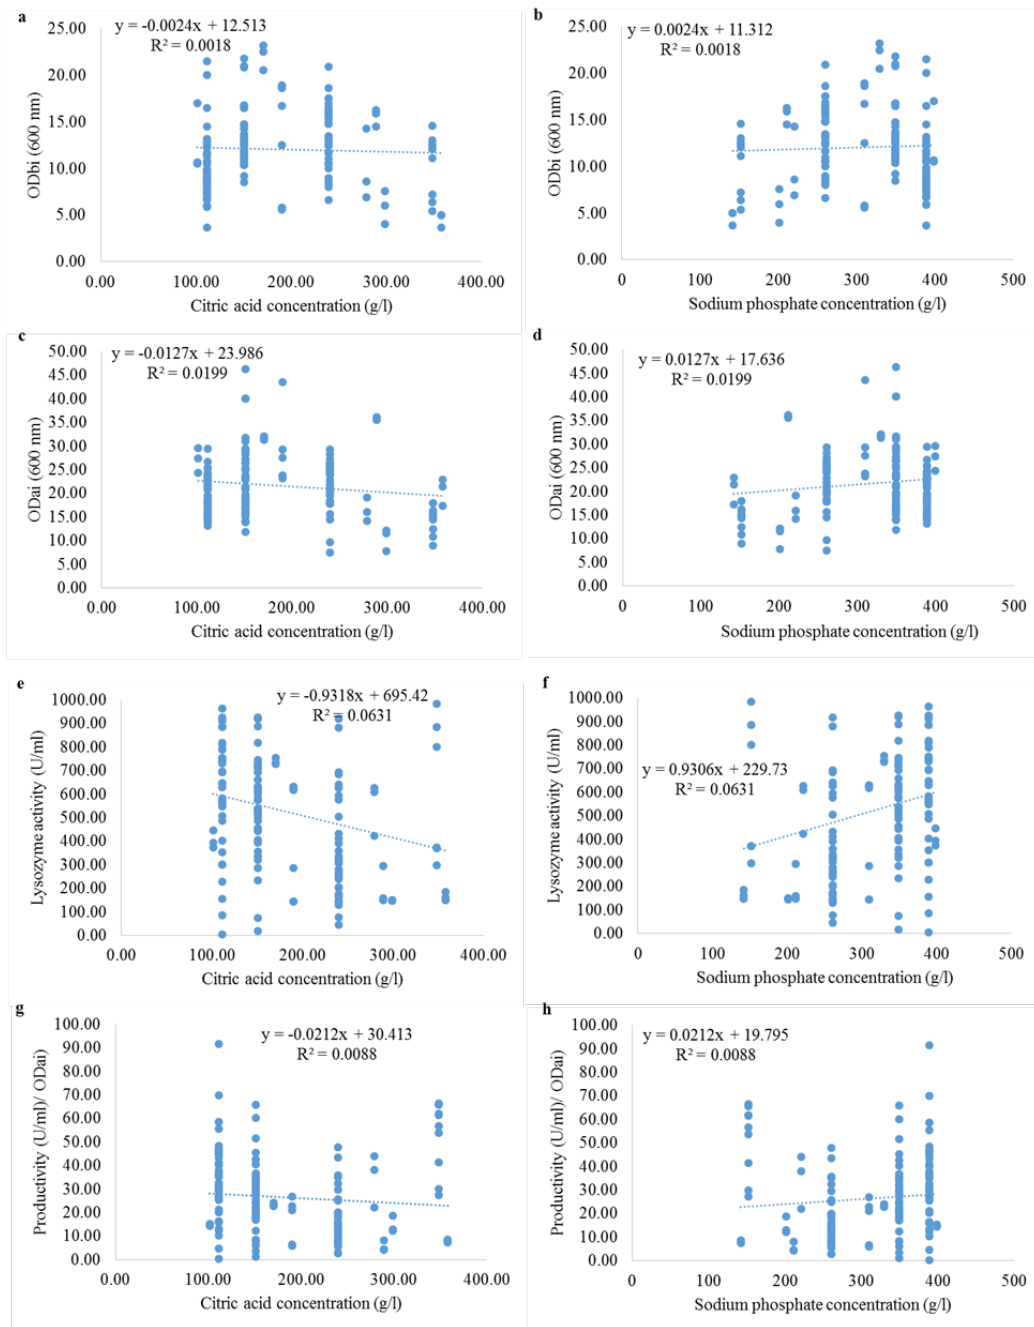 a
y = -0.0024x + 12.513
R² = 0.0018
ODbi (600 nm)
25.00
20.00
15.00
10.00
5.00
0.00
0.00 100.00 200.00 300.00 400.00
Citric acid concentration (g/l)
b
y = 0.0024x + 11.312
R² = 0.0018
ODbi (600 nm)
25.00
20.00
15.00
10.00
5.00
0.00
0 100 200 300 400 500
Sodium phosphate concentration (g/l)
c
y = -0.0127x + 23.986
R² = 0.0199
ODai (600 nm)
50.00
45.00
40.00
35.00
30.00
25.00
20.00
15.00
10.00
5.00
0.00
0.00 100.00 200.00 300.00 400.00
Citric acid concentration (g/l)
d
y = 0.0127x + 17.636
R² = 0.0199
ODai (600 nm)
50.00
45.00
40.00
35.00
30.00
25.00
20.00
15.00
10.00
5.00
0.00
0 100 200 300 400 500
Sodium phosphate concentration (g/l)
e
y = -0.9318x + 695.42
R² = 0.0631
Lysozyme activity (U/ml)
1000.00
900.00
800.00
700.00
600.00
500.00
400.00
300.00
200.00
100.00
0.00
0.00 100.00 200.00 300.00 400.00
Citric acid concentration (g/l)
f
y = 0.9306x + 229.73
R² = 0.0631
Lysozyme activity (U/ml)
1000.00
900.00
800.00
700.00
600.00
500.00
400.00
300.00
200.00
100.00
0.00
0 100 200 300 400 500
Sodium phosphate concentration (g/l)
g
y = -0.0212x + 30.413
R² = 0.0088
Productivity (U/ml)/ ODai)
100.00
90.00
80.00
70.00
60.00
50.00
40.00
30.00
20.00
10.00
0.00
0.00 100.00 200.00 300.00 400.00
Citric acid concentration (g/l)
h
y = 0.0212x + 19.795
R² = 0.0088
Productivity (U/ml)/ ODai)
100.00
90.00
80.00
70.00
60.00
50.00
40.00
30.00
20.00
10.00
0.00
0 100 200 300 400 500
Sodium phosphate concentration (g/l)